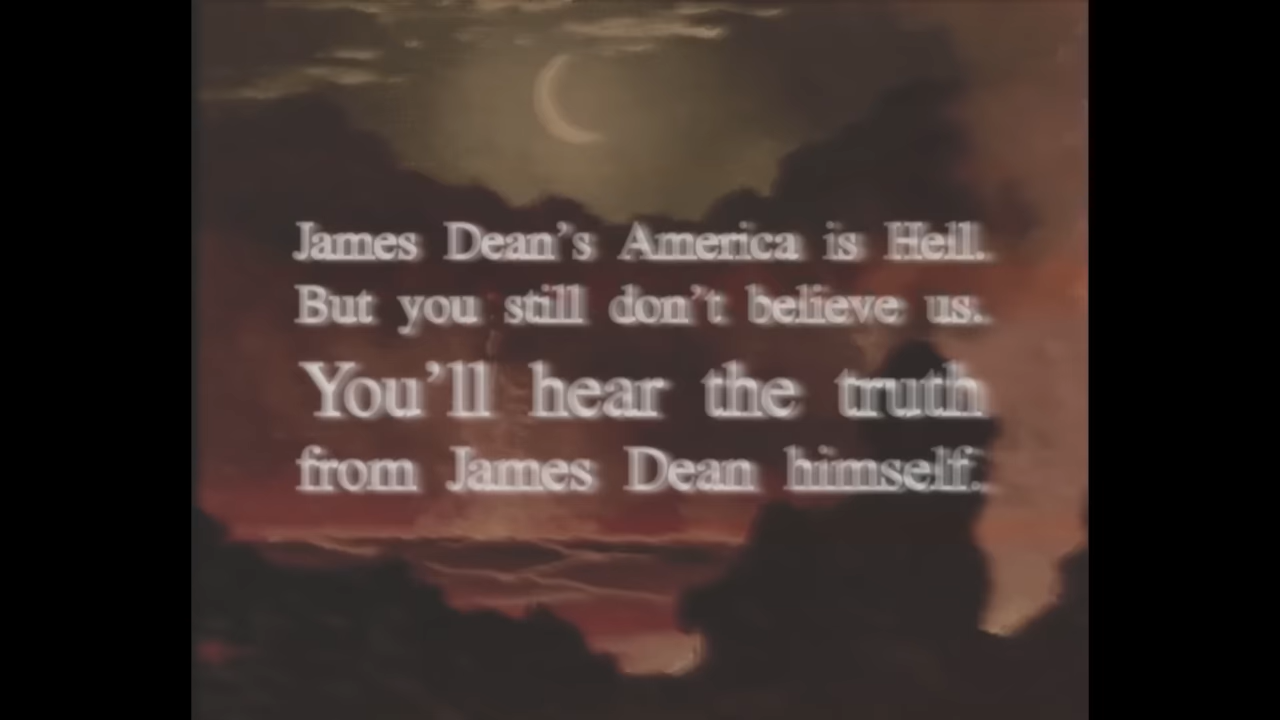 James Dean’s America is Hell.
But you still don’t believe us.
You’ll hear the truth
from James Dean himself.